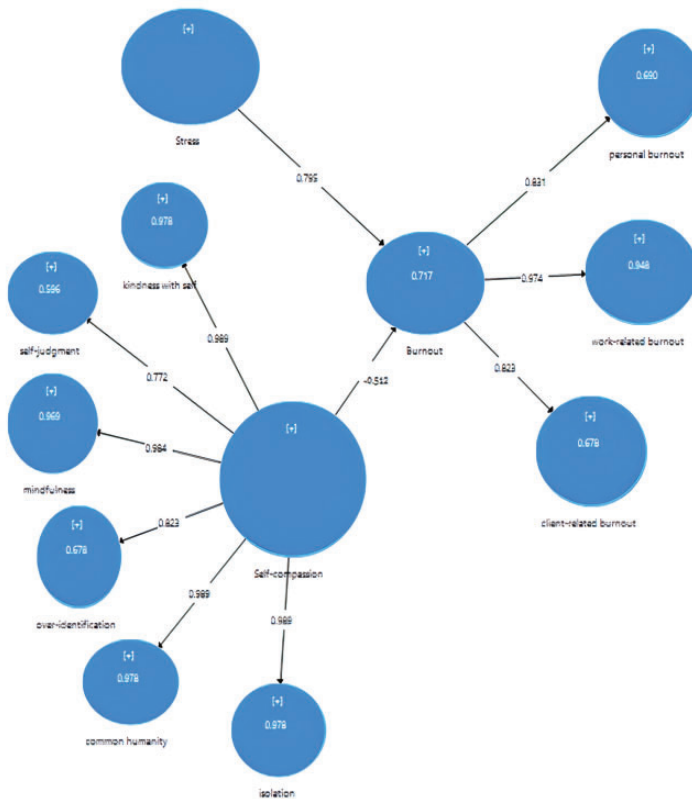 [+]
Stress
[+]
0.690
personal burnout
0.795
0.831
[+]
0.978
kindness with self
[+]
0.717
Burnout
0.974
[+]
0.948
work-related burnout
[+]
0.596
self-judgment
0.989
0.772
-0.512
0.823
[+]
0.969
mindfulness
0.984
[+]
Self-compassion
[+]
0.678
client-related burnout
[+]
0.678
over-identification
0.823
0.989
0.989
[+]
0.978
common humanity
[+]
0.978
isolation